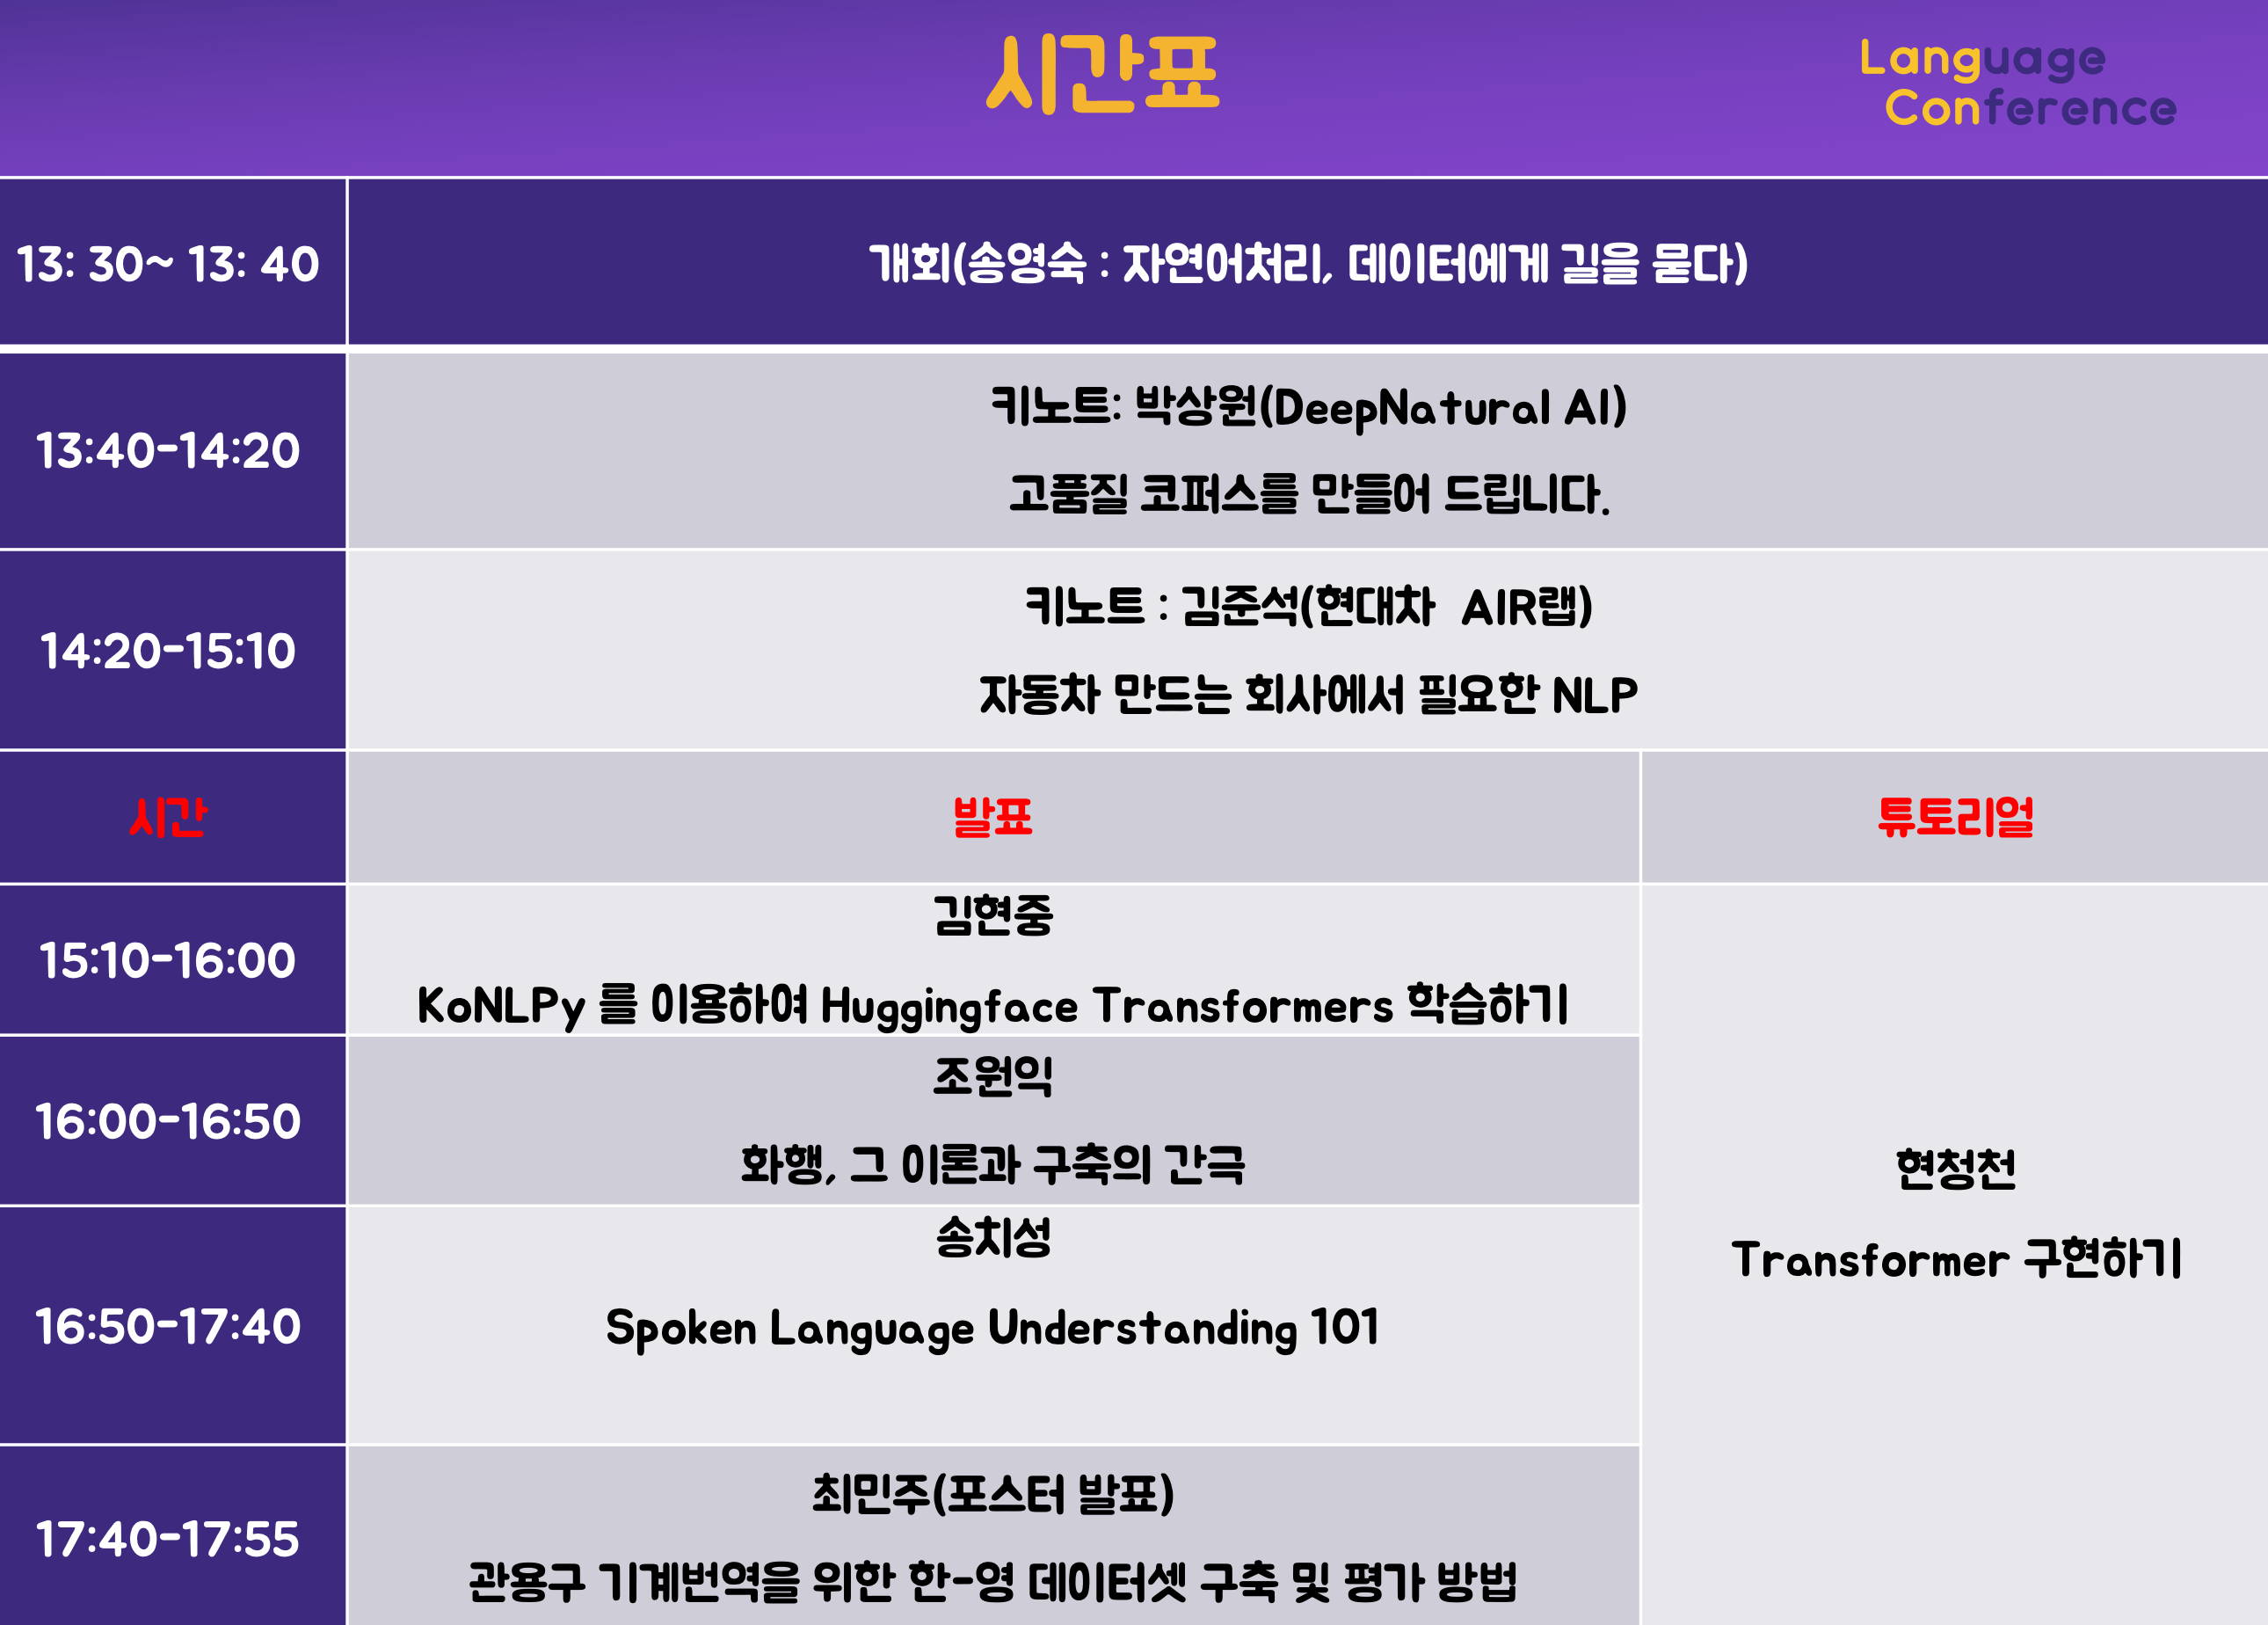 시간표
Language
Conference
13: 30~ 13: 40
개회(송영숙 : 자연어처리, 데이터에게 길을 묻다)
13:40-14:20
키노트: 박상원(DeepNatural AI)
고품질 코퍼스를 만들어 드립니다.
14:20-15:10
키노트 : 김준석(현대차 AIR랩)
자동차 만드는 회사에서 필요한 NLP
시간
발표
튜토리얼
15:10-16:00
김현중
KoNLPy 를 이용하여 Huggingface Transformers 학습하기
16:00-16:50
조원익
화행, 그 이론과 구축의 간극
16:50-17:40
송치성
Spoken Language Understanding 101
현청천
Transformer 구현하기
17:40-17:55
최민주(포스터 발표)
관용구 기계번역을 위한 한-영 데이터셋 구축 및 평가 방법